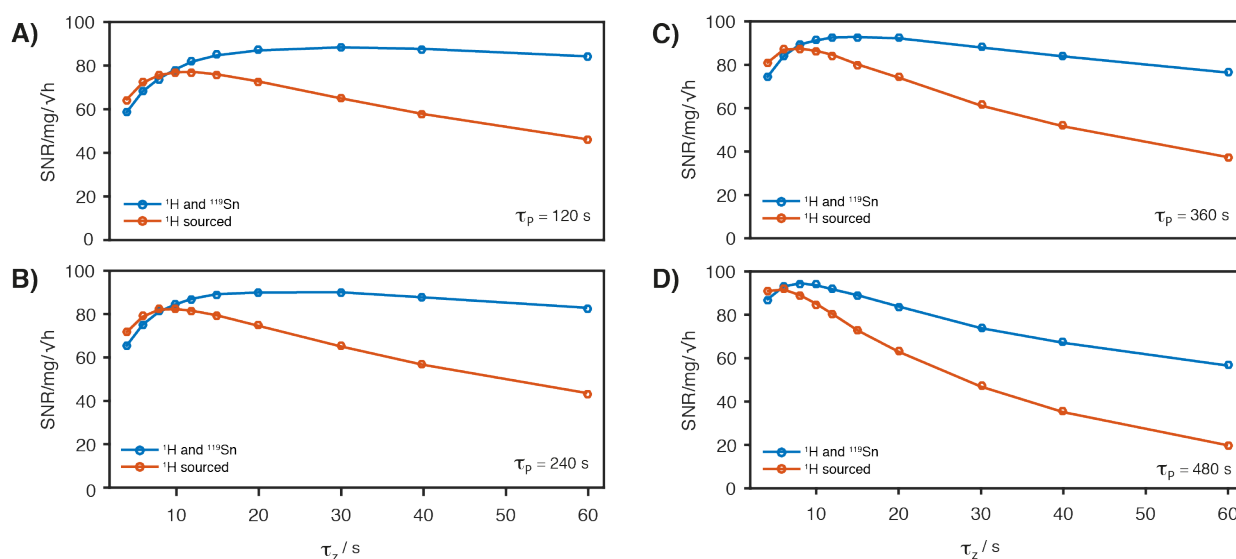 A)
SNR/mg/√h
100
80
60
40
20
0
¹H and ¹¹⁹Sn
¹H sourced
τP = 120 s
B)
SNR/mg/√h
100
80
60
40
20
0
¹H and ¹¹⁹Sn
¹H sourced
τP = 240 s
10 20 30 40 50 60
τz / s
C)
SNR/mg/√h
100
80
60
40
20
0
¹H and ¹¹⁹Sn
¹H sourced
τP = 360 s
D)
SNR/mg/√h
100
80
60
40
20
0
¹H and ¹¹⁹Sn
¹H sourced
τP = 480 s
10 20 30 40 50 60
τz / s